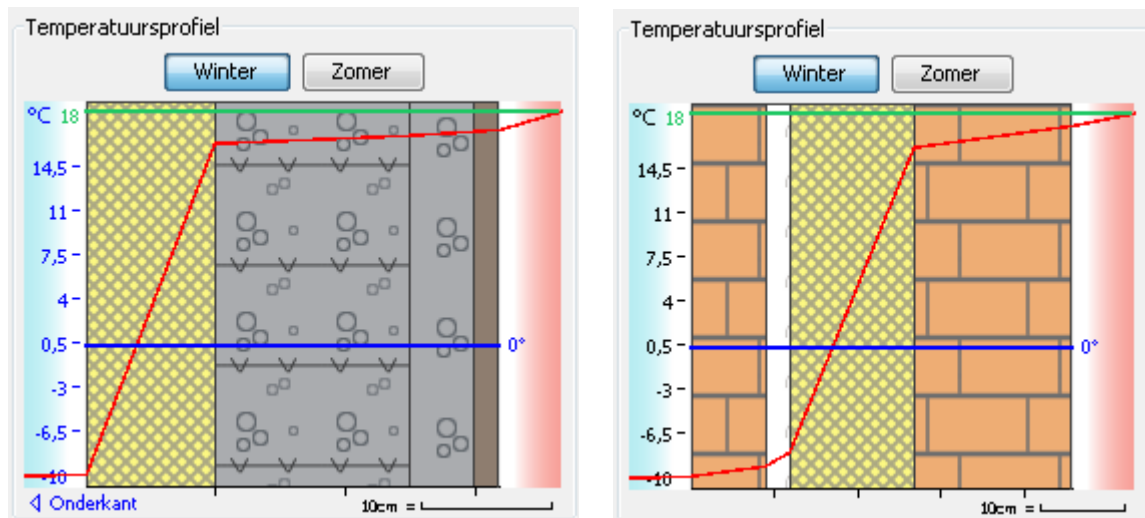 Temperatuursprofiel
Winter Zomer
°C 18
14,5
11
7,5
4
0,5
0°
-3
-6,5
-10
Onderkant
10cm =
Temperatuursprofiel
Winter Zomer
°C 18
14,5
11
7,5
4
0,5
0°
-3
-6,5
-10
10cm =